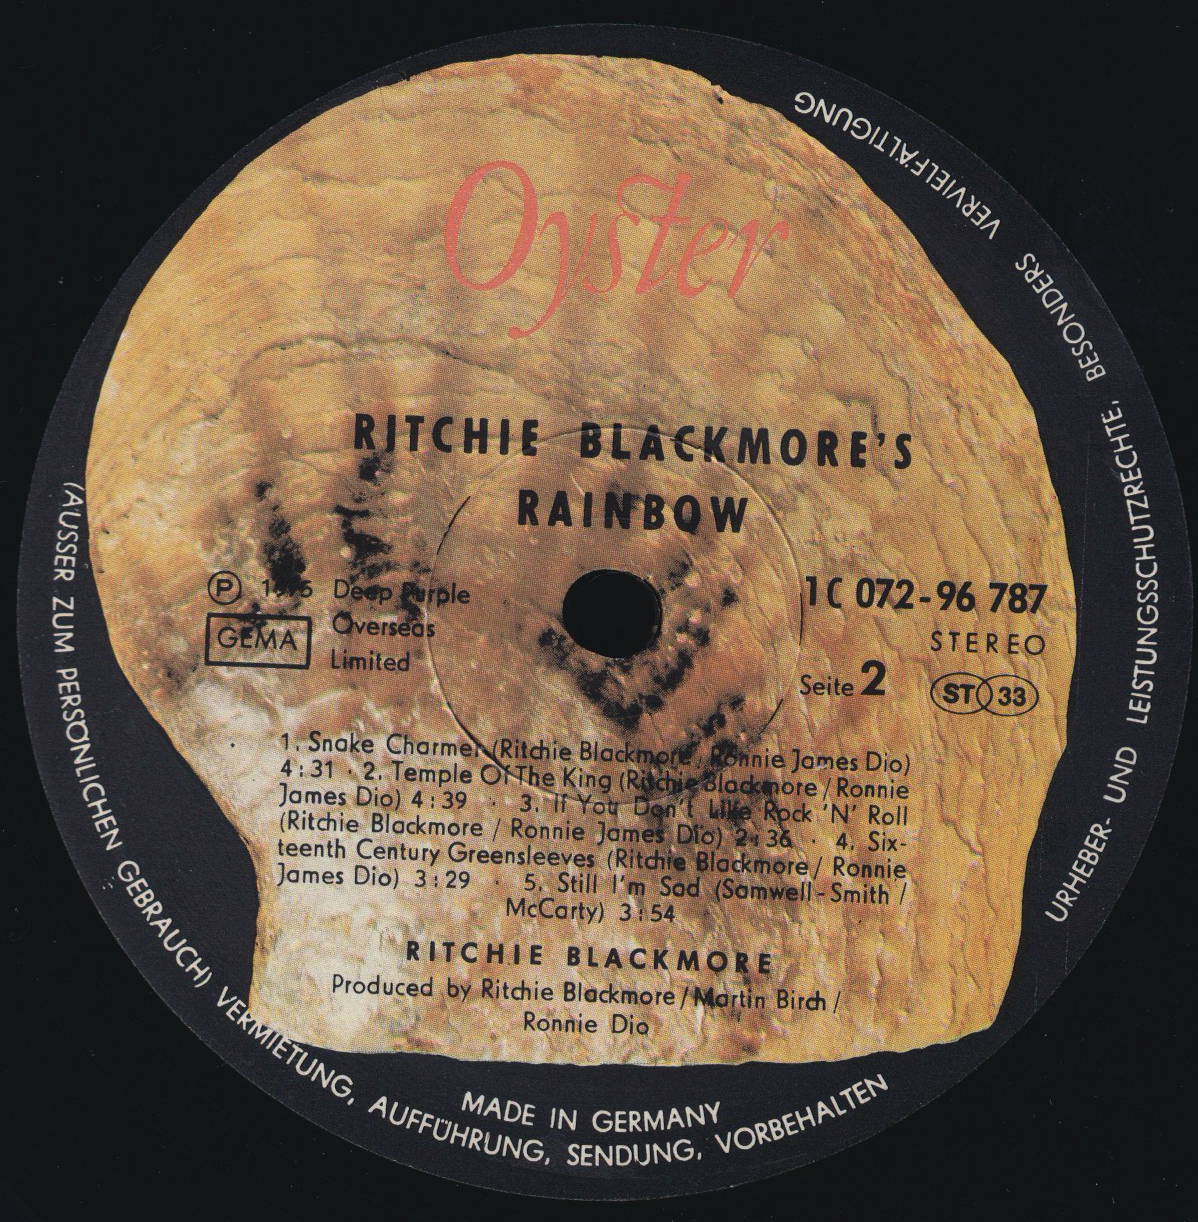 Oyster
RITCHIE BLACKMORE'S
RAINBOW
Ⓟ 1975 Deep Purple
Overseas
Limited
GEMA
1C 072-96 787
STEREO
Seite 2
ST 33
1. Snake Charmer (Ritchie Blackmore / Ronnie James Dio)
4:31 · 2. Temple Of The King (Ritchie Blackmore / Ronnie
James Dio) 4:39 · 3. If You Don't Like Rock 'N' Roll
(Ritchie Blackmore / Ronnie James Dio) 2:36 · 4. Six-
teenth Century Greensleeves (Ritchie Blackmore / Ronnie
James Dio) 3:29 · 5. Still I'm Sad (Samwell-Smith /
McCarty) 3:54
RITCHIE BLACKMORE
Produced by Ritchie Blackmore / Martin Birch /
Ronnie Dio
MADE IN GERMANY
URHEBER- UND LEISTUNGSSCHUTZRECHTE, BESONDERS VERVIELFÄLTIGUNG
(AUSSER ZUM PERSÖNLICHEN GEBRAUCH) VERMIETUNG, AUFFÜHRUNG, SENDUNG, VORBEHALTEN